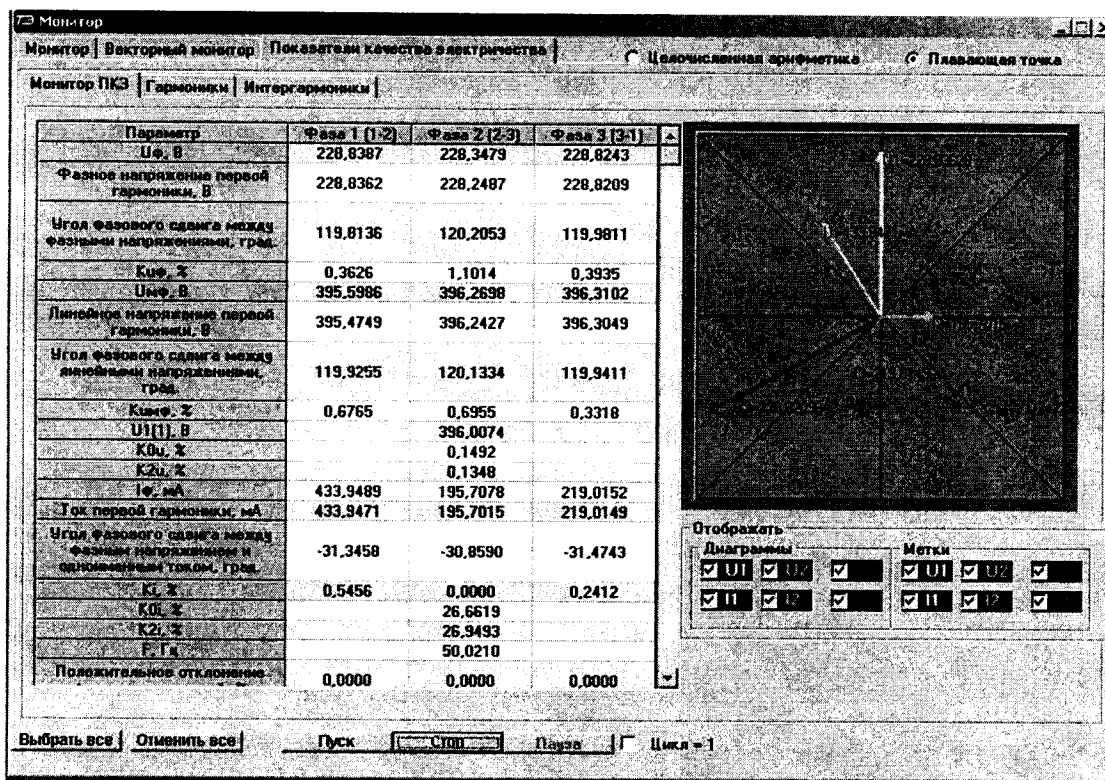 Монитор
Монитор Векторный монитор Показатели качества электричества
Целочисленная арифметика Плавающая точка
Монитор ПКЭ Гармоники Интергармоники
Параметр Фаза 1 (1-2) Фаза 2 (2-3) Фаза 3 (3-1)
Uф, В 228,8387 228,3479 228,8243
Фазное напряжение первой
гармоники, В 228,8362 228,2487 228,8209
Угол фазового сдвига между
фазными напряжениями, град. 119,8136 120,2053 119,9811
Kuф, % 0,3626 1,1014 0,3935
Uмф, В 395,5986 396,2698 396,3102
Линейное напряжение первой
гармоники, В 395,4749 396,2427 396,3049
Угол фазового сдвига между
линейными напряжениями,
град. 119,9255 120,1334 119,9411
Kuмф, % 0,6765 0,6955 0,3318
U1(1), В 396,0074
K0u, % 0,1492
K2u, % 0,1348
Iф, мА 433,9489 195,7078 219,0152
Ток первой гармоники, мА 433,9471 195,7015 219,0149
Угол фазового сдвига между
фазным напряжением и
одноименным током, град. -31,3458 -30,8590 -31,4743
Ki, % 0,5456 0,0000 0,2412
K0i, % 26,6619
K2i, % 26,9493
F, Гц 50,0210
Положительное отклонение 0,0000 0,0000 0,0000
Отображать
Диаграммы Метки
U1 U2 U1 U2
I1 I2 I1 I2
Выбрать все Отменить все Пуск Стоп Пауза Цикл = 1